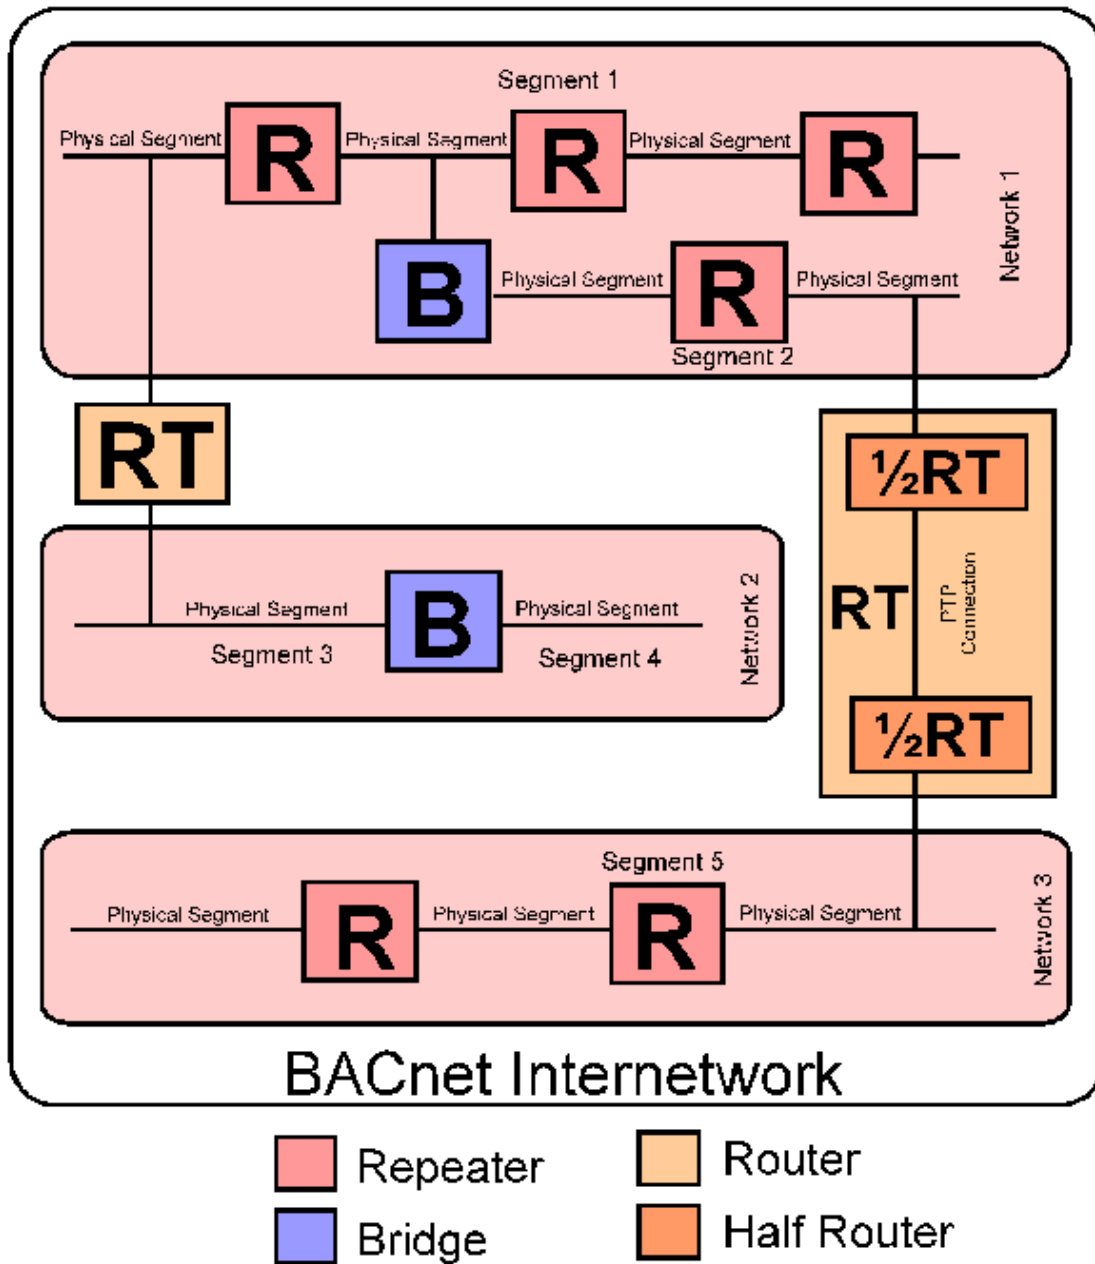 Segment 1
Physical Segment
R
Physical Segment
R
Physical Segment
R
Network 1
B
Physical Segment
R
Physical Segment
Segment 2
RT
½RT
RT
PTP
Connection
½RT
Physical Segment
B
Physical Segment
Segment 3
Segment 4
Network 2
Segment 5
Physical Segment
R
Physical Segment
R
Physical Segment
Network 3
BACnet Internetwork
Repeater
Router
Bridge
Half Router